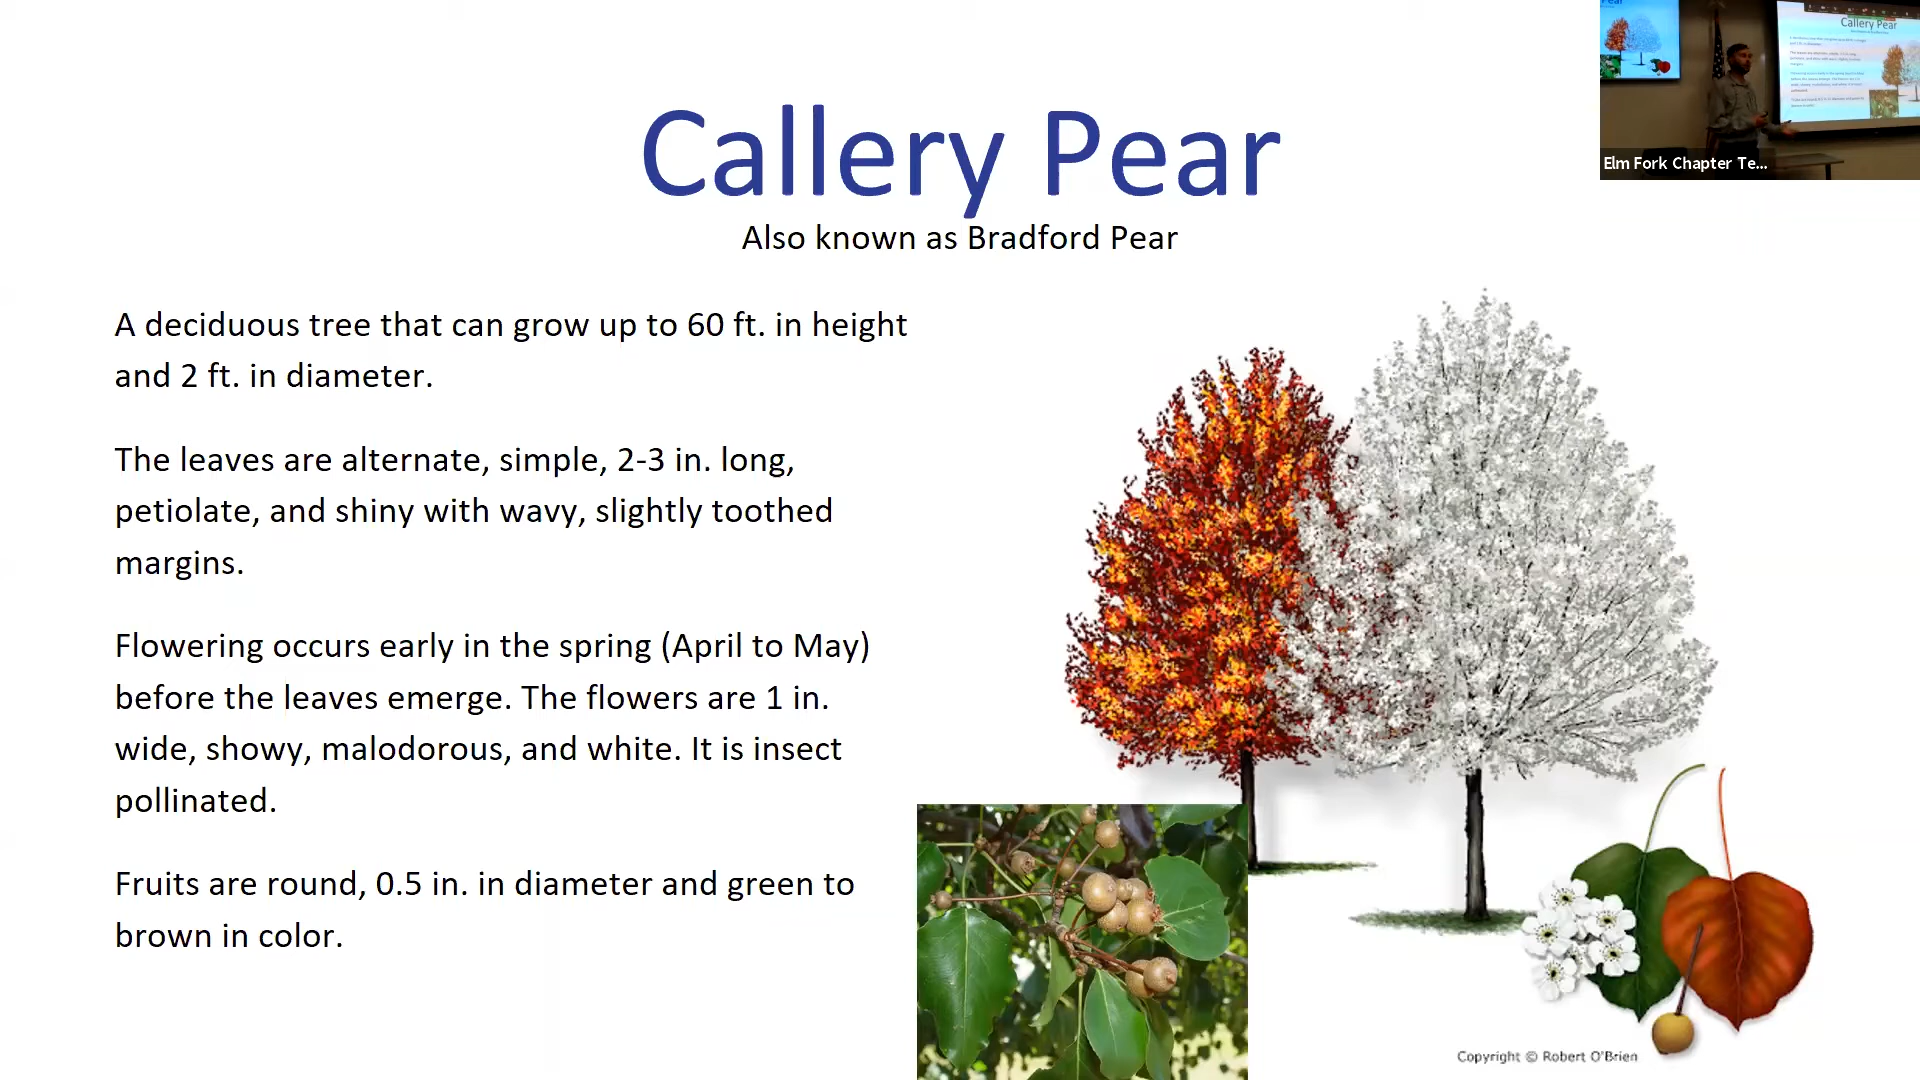 Callery Pear
Also known as Bradford Pear
A deciduous tree that can grow up to 60 ft. in height
and 2 ft. in diameter.
The leaves are alternate, simple, 2-3 in. long,
petiolate, and shiny with wavy, slightly toothed
margins.
Flowering occurs early in the spring (April to May)
before the leaves emerge. The flowers are 1 in.
wide, showy, malodorous, and white. It is insect
pollinated.
Fruits are round, 0.5 in. in diameter and green to
brown in color.
Copyright © Robert O'Brien
Pear
Callery Pear
Elm Fork Chapter Te...